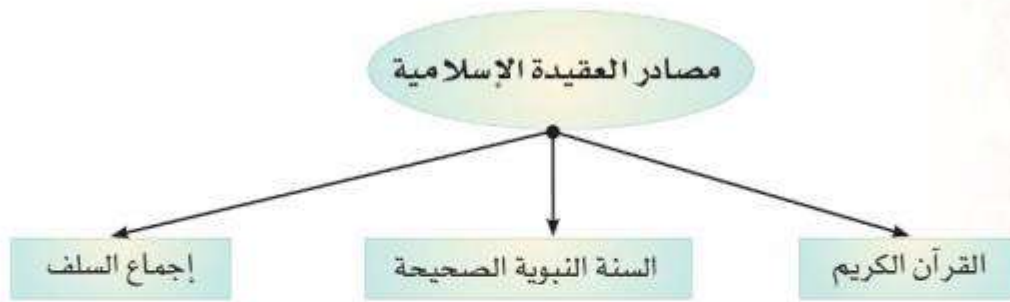 مصادر العقيدة الإسلامية
القرآن الكريم
السنة النبوية الصحيحة
إجماع السلف